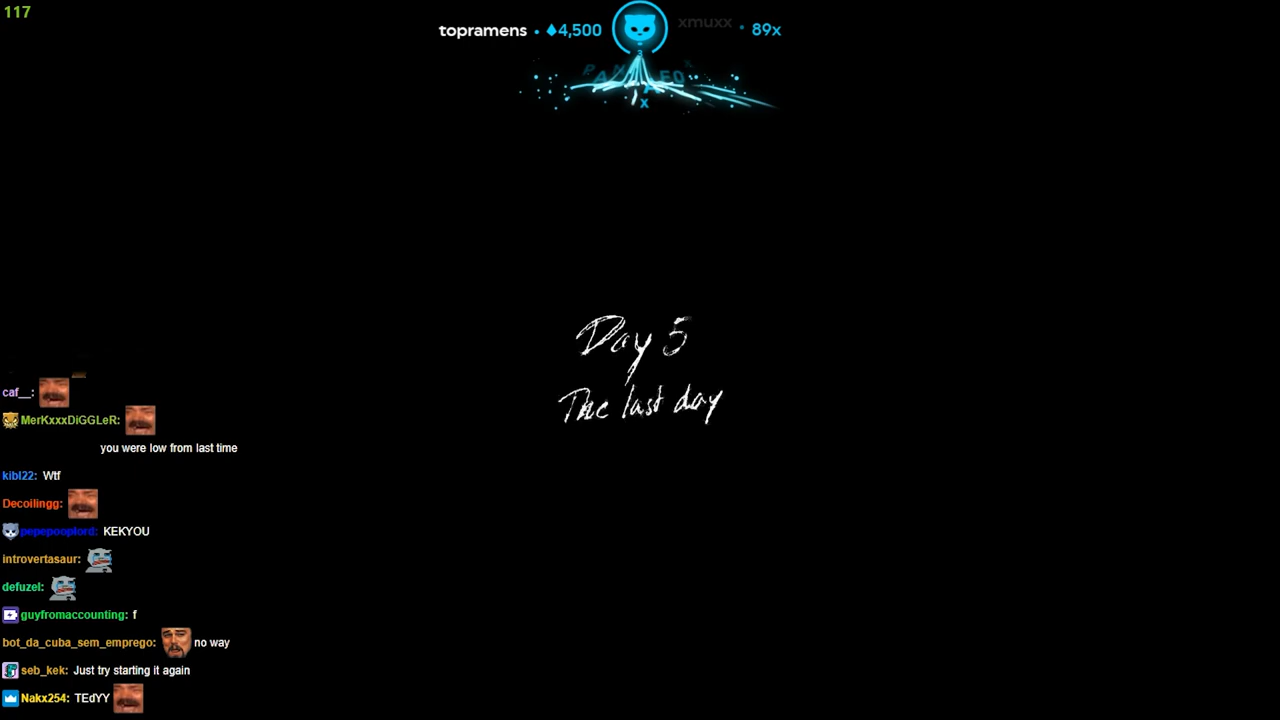 117
topramens • 4,500
xmuxx • 89x
Day 5
The last day
caf__:
MerKxxxDiGGLeR:
you were low from last time
kibl22: Wtf
Decoilingg:
pepepooplord: KEKYOU
introvertasaur:
defuzel:
guyfromaccounting: f
bot_da_cuba_sem_emprego: no way
seb_kek: Just try starting it again
Nakx254: TEdYY